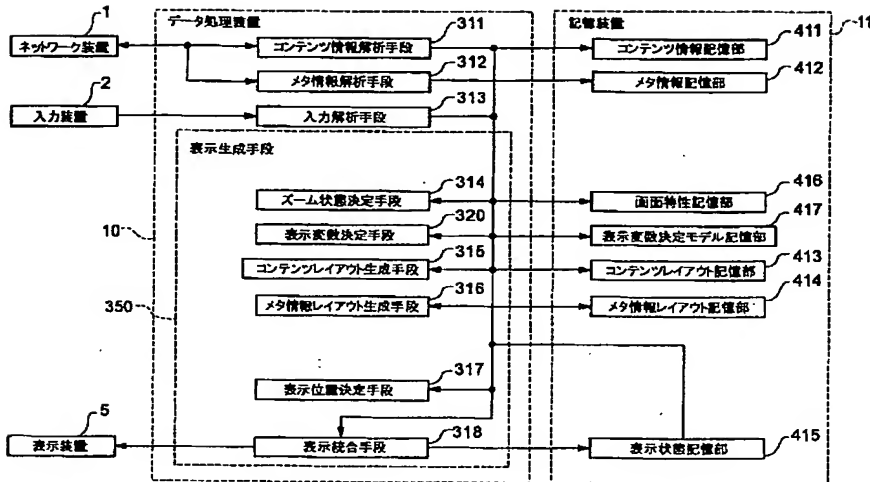 1
ネットワーク装置
2
入力装置
データ処理装置
311
コンテンツ情報解析手段
312
メタ情報解析手段
313
入力解析手段
表示生成手段
314
ズーム状態決定手段
320
表示変数決定手段
315
コンテンツレイアウト生成手段
316
メタ情報レイアウト生成手段
317
表示位置決定手段
318
表示統合手段
10
350
5
表示装置
記憶装置
11
411
コンテンツ情報記憶部
412
メタ情報記憶部
416
画面特性記憶部
417
表示変数決定モデル記憶部
413
コンテンツレイアウト記憶部
414
メタ情報レイアウト記憶部
415
表示状態記憶部